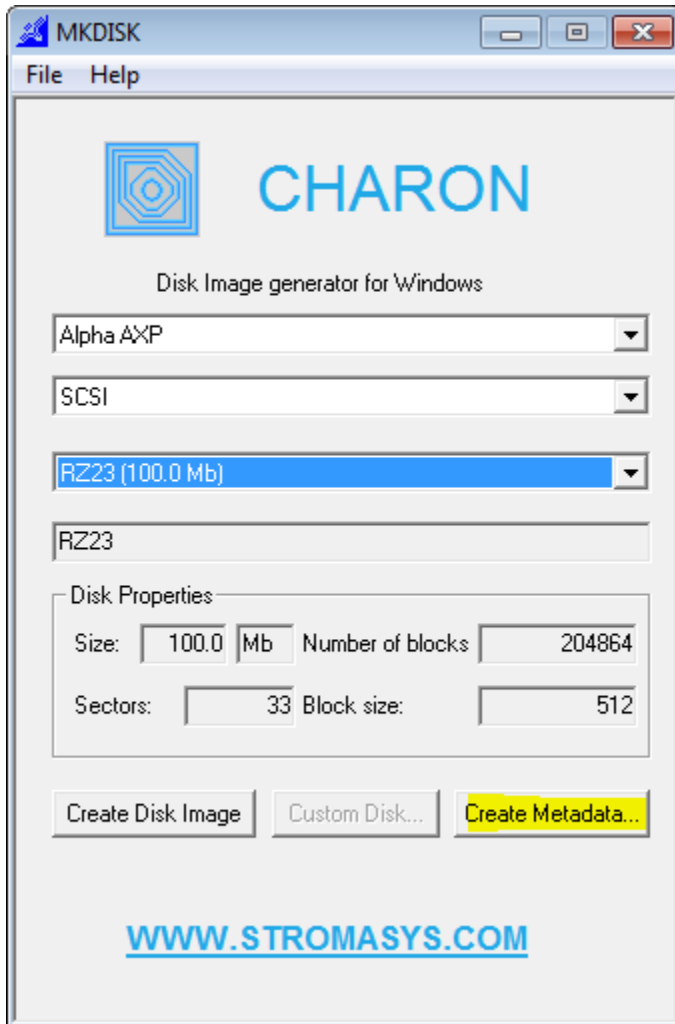 MKDISK
File Help
CHARON
Disk Image generator for Windows
Alpha AXP
SCSI
RZ23 (100.0 Mb)
RZ23
Disk Properties
Size: 100.0 Mb Number of blocks 204864
Sectors: 33 Block size: 512
Create Disk Image Custom Disk... Create Metadata...
WWW.STROMASYS.COM